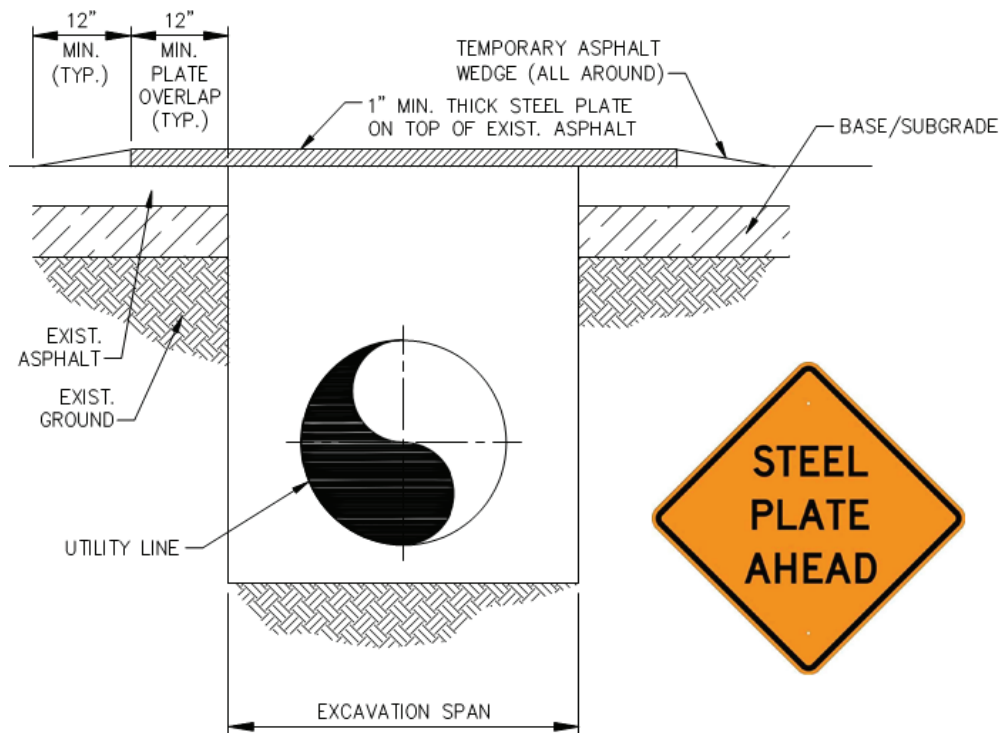 12"
MIN.
(TYP.)
12"
MIN.
PLATE
OVERLAP
(TYP.)
TEMPORARY ASPHALT
WEDGE (ALL AROUND)
1" MIN. THICK STEEL PLATE
ON TOP OF EXIST. ASPHALT
BASE/SUBGRADE
EXIST.
ASPHALT
EXIST.
GROUND
UTILITY LINE
STEEL
PLATE
AHEAD
EXCAVATION SPAN